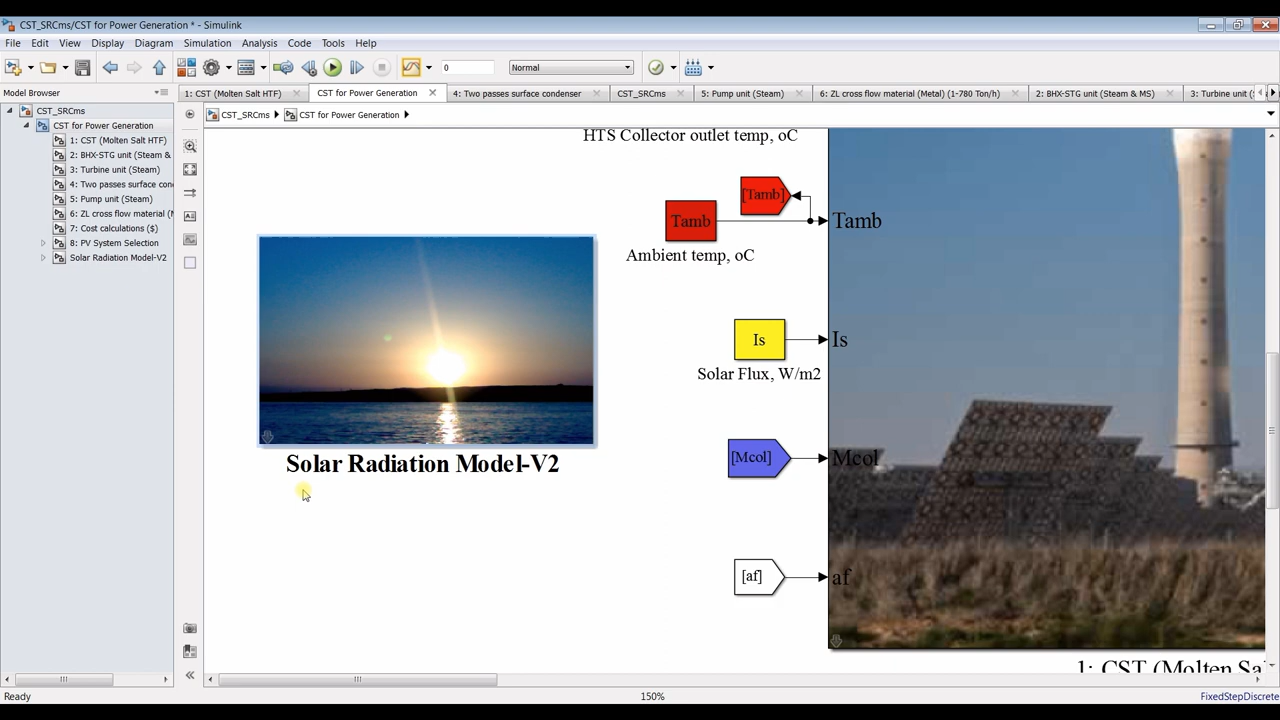 CST_SRCms/CST for Power Generation * - Simulink
File Edit View Display Diagram Simulation Analysis Code Tools Help
0
Normal
Model Browser
1: CST (Molten Salt HTF)
CST for Power Generation
4: Two passes surface condenser
CST_SRCms
5: Pump unit (Steam)
6: ZL cross flow material (Metal) (1-780 Ton/h)
2: BHX-STG unit (Steam & MS)
3: Turbine unit (
CST_SRCms
CST for Power Generation
CST_SRCms
CST for Power Generation
1: CST (Molten Salt HTF)
2: BHX-STG unit (Steam &
3: Turbine unit (Steam)
4: Two passes surface con
5: Pump unit (Steam)
6: ZL cross flow material (
7: Cost calculations ($)
8: PV System Selection
Solar Radiation Model-V2
HTS Collector outlet temp, oC
[Tamb]
Tamb
Tamb
Ambient temp, oC
Is
Is
Solar Flux, W/m2
[Mcol]
Mcol
[af]
af
Solar Radiation Model-V2
1: CST (Molten Sa
Ready
150%
FixedStepDiscrete